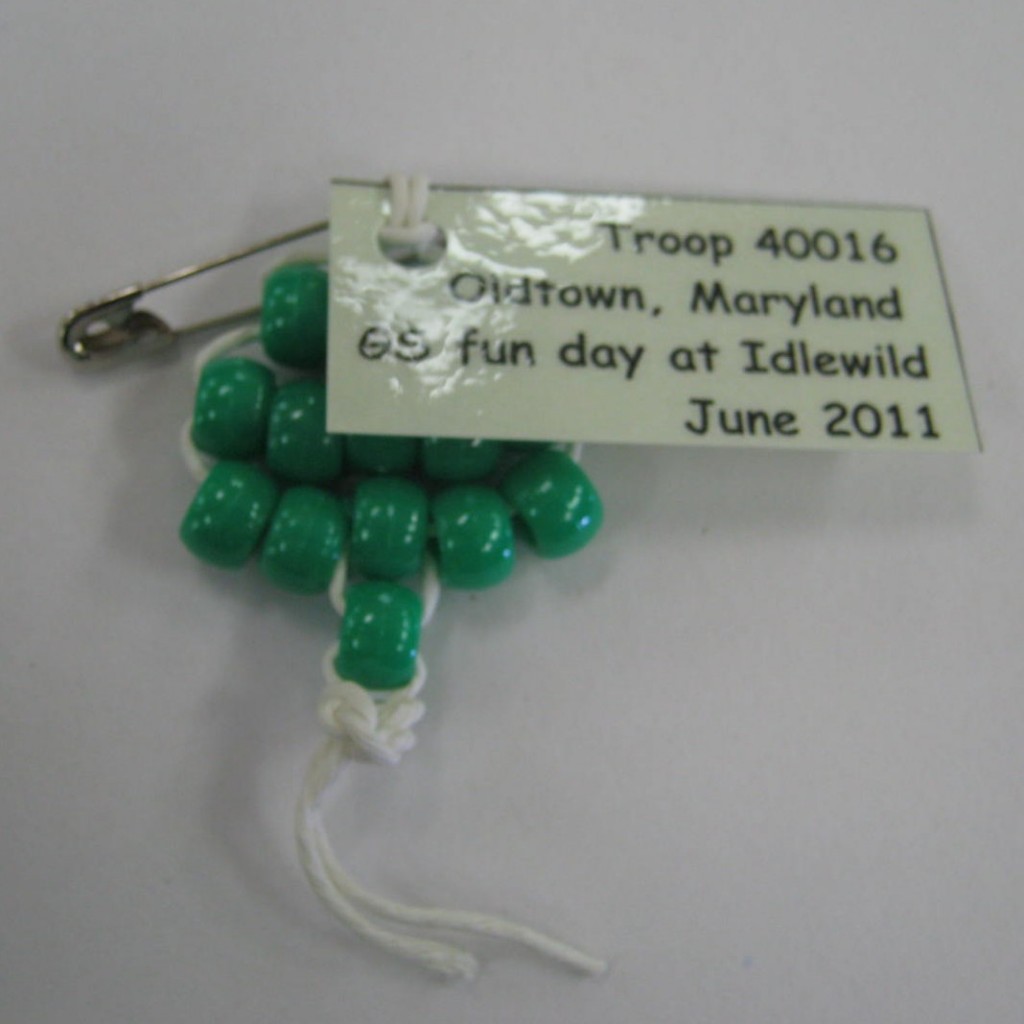 Troop 40016
Oldtown, Maryland
GS fun day at Idlewild
June 2011